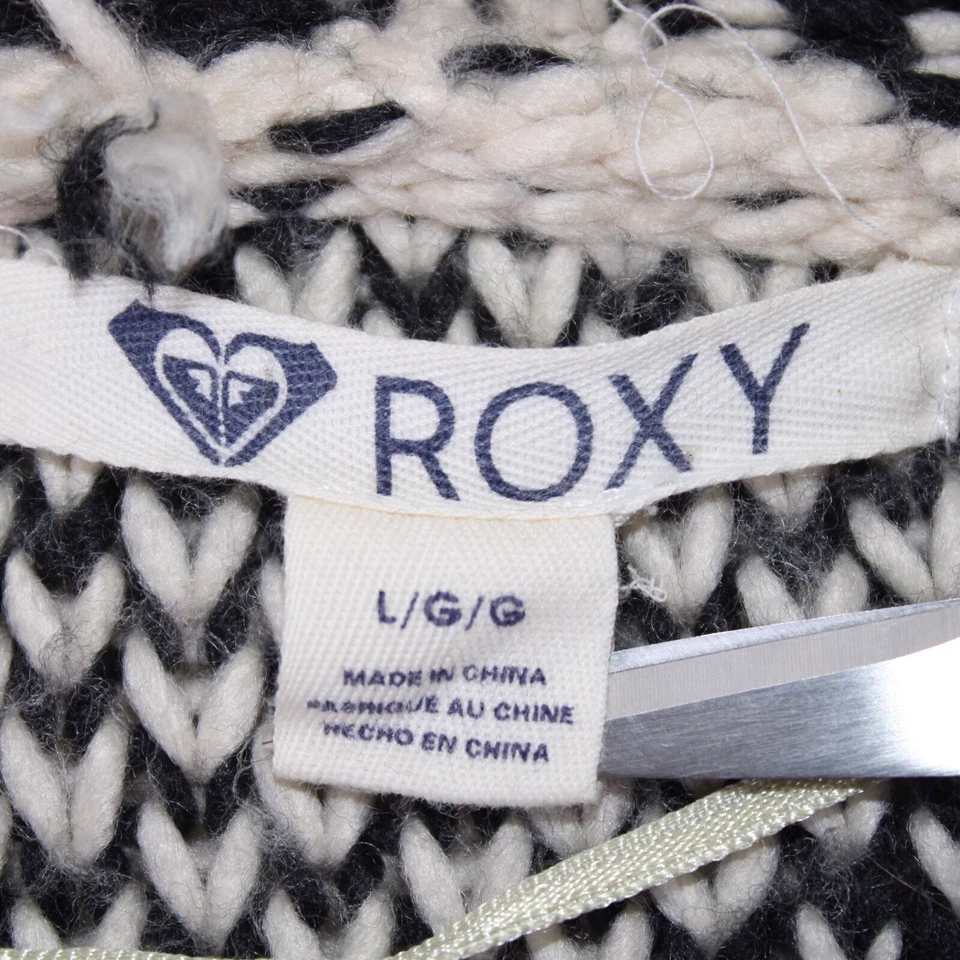 ROXY
L/G/G
MADE IN CHINA
FABRIQUÉ AU CHINE
HECHO EN CHINA